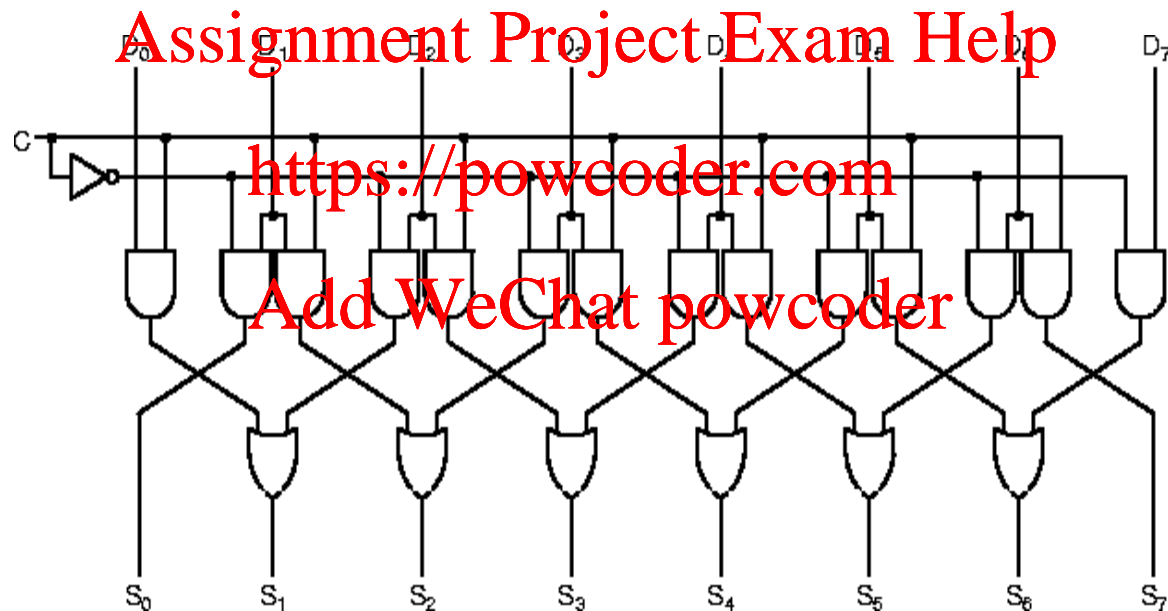 Assignment Project Exam Help
D₀ D₁ D₂ D₃ D D₅ D₆ D₇
C
https://powcoder.com
Add WeChat powcoder
S₀ S₁ S₂ S₃ S₄ S₅ S₆ S₇